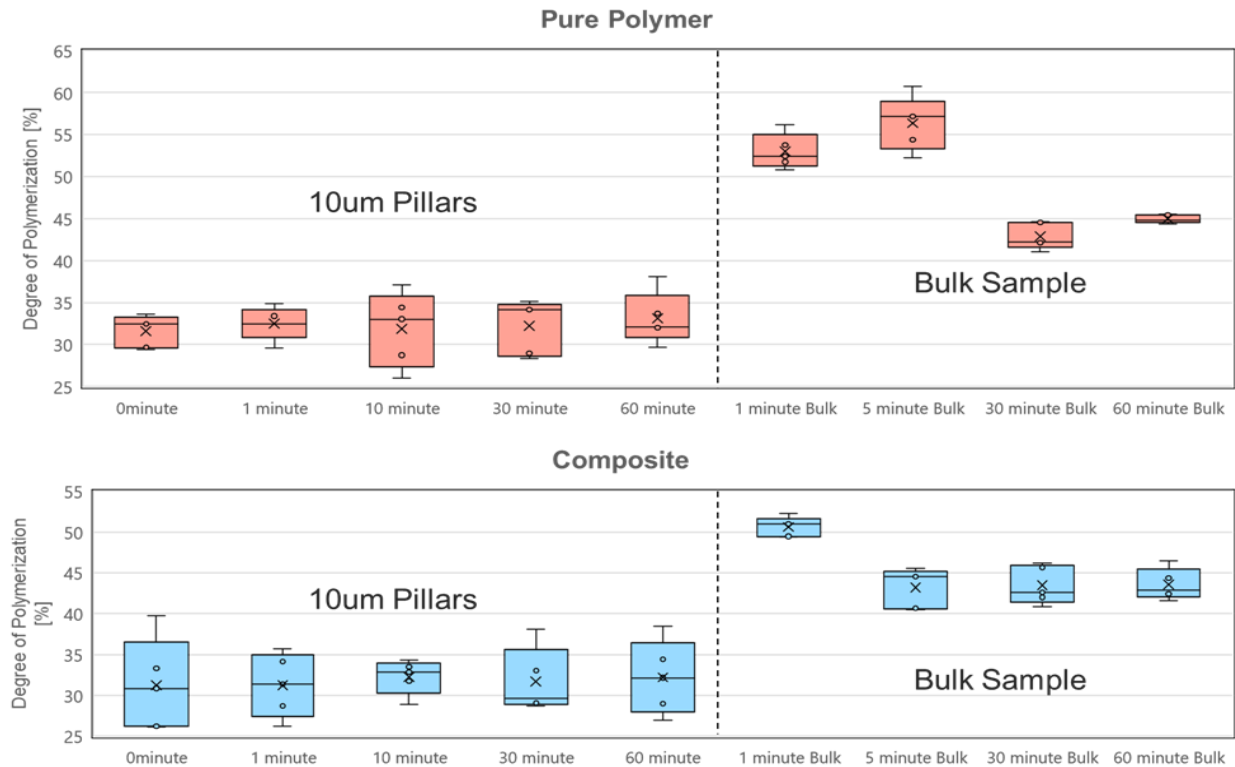 Pure Polymer
Degree of Polymerization [%]
65
60
55
50
45
40
35
30
25
10um Pillars
Bulk Sample
0minute 1 minute 10 minute 30 minute 60 minute 1 minute Bulk 5 minute Bulk 30 minute Bulk 60 minute Bulk
Composite
Degree of Polymerization
[%]
55
50
45
40
35
30
25
10um Pillars
Bulk Sample
0minute 1 minute 10 minute 30 minute 60 minute 1 minute Bulk 5 minute Bulk 30 minute Bulk 60 minute Bulk